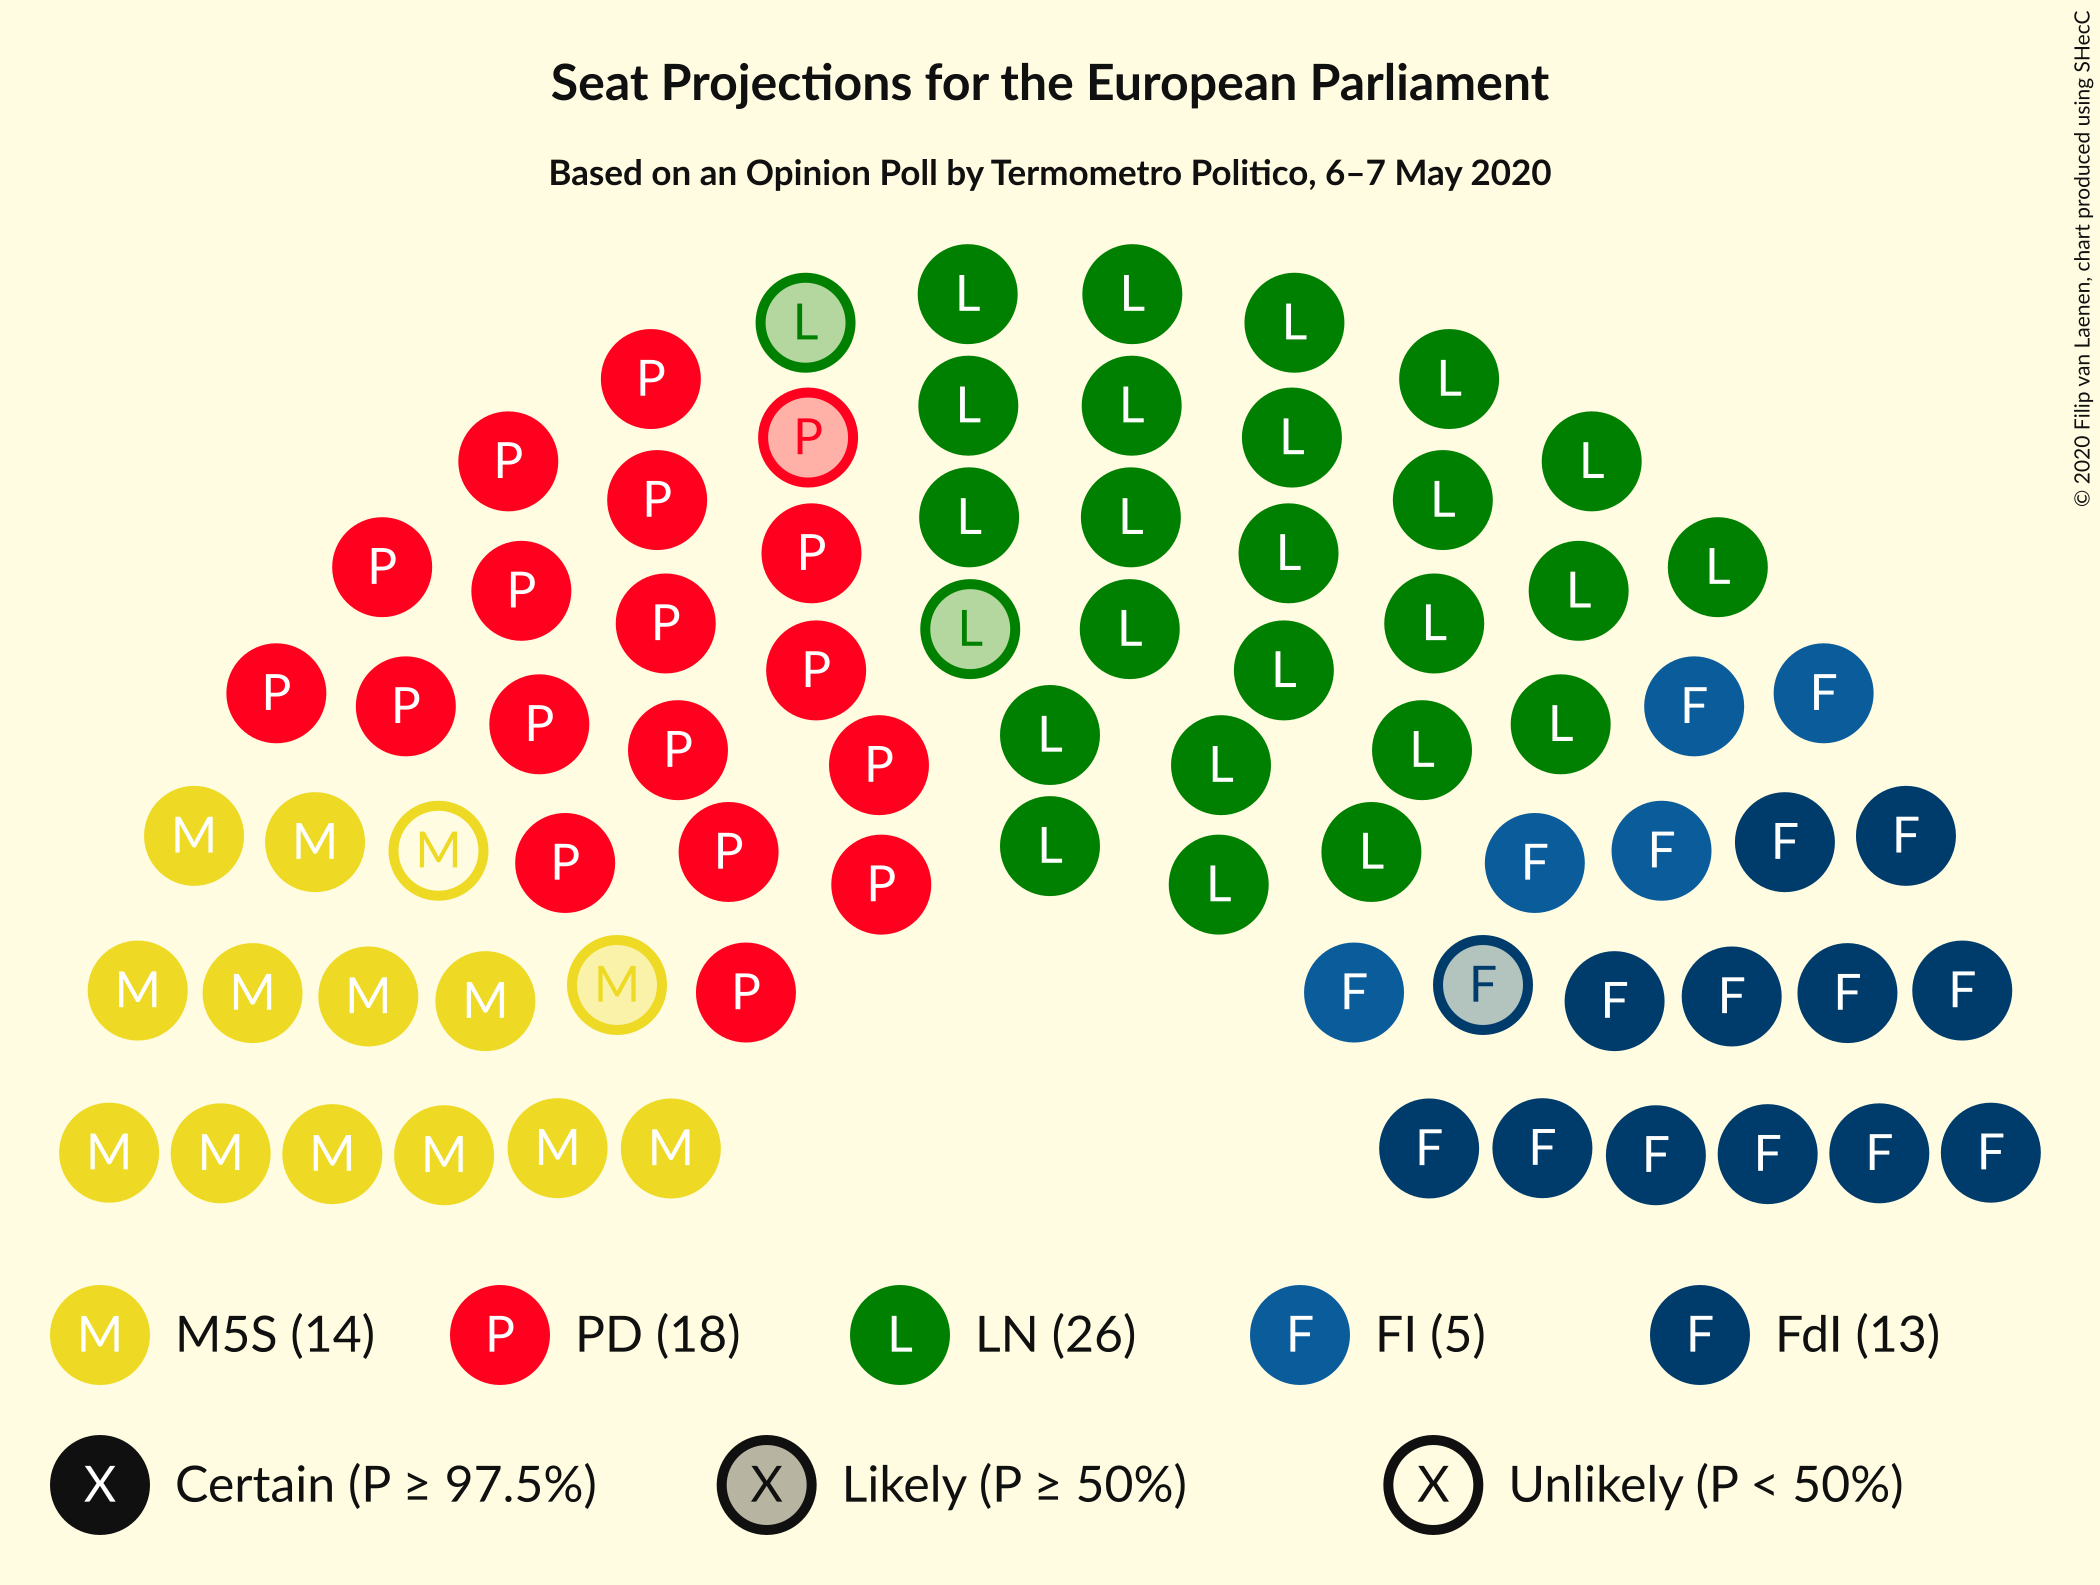 Seat Projections for the European Parliament
Based on an Opinion Poll by Termometro Politico, 6–7 May 2020
© 2020 Filip van Laenen, chart produced using SHecC
L L
L L
P L
L L
P P
P L
P L
L L
P P
P L
P P
L L
P L
P L
L L
P P
P L
L L
P P P
P L
F F
P P
L L
P L
L
M M M P
P P
L L
L L
F F F F
M M M M M P
F F F F F F
M M M M M M
F F F F F F
M M5S (14) P PD (18) L LN (26) F FI (5) F FdI (13)
X Certain (P ≥ 97.5%) X Likely (P ≥ 50%) X Unlikely (P < 50%)